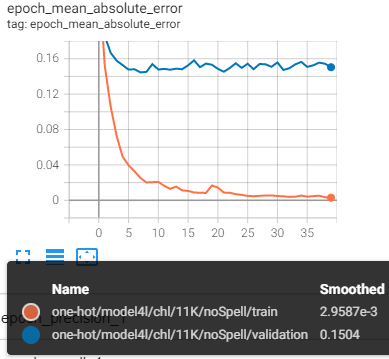 epoch_mean_absolute_error
tag: epoch_mean_absolute_error
0.16
0.12
0.08
0.04
0
0 5 10 15 20 25 30 35
Name Smoothed
one-hot/model4l/chl/11K/noSpell/train 2.9587e-3
one-hot/model4l/chl/11K/noSpell/validation 0.1504